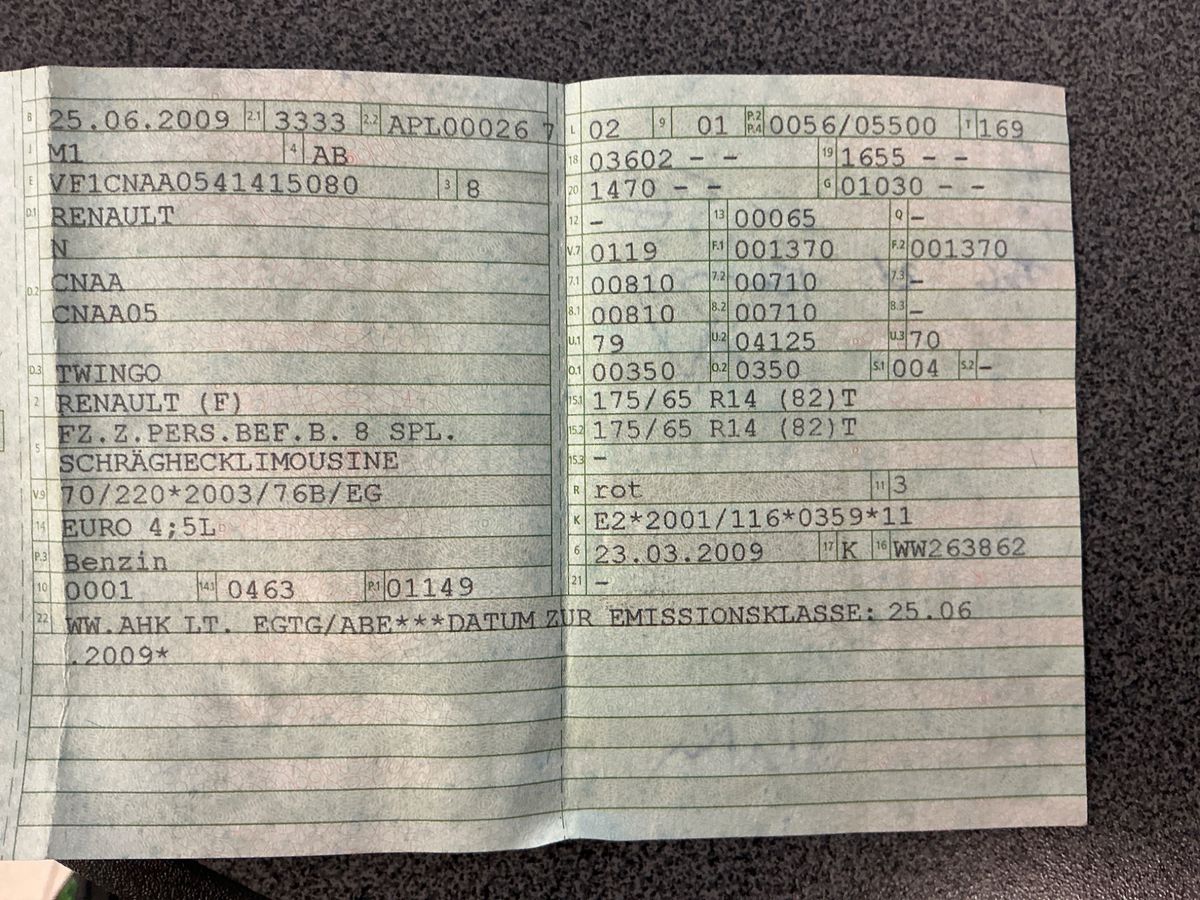 B 25.06.2009 2.1 3333 2.2 APL00026 7
J M1 4 AB
E VF1CNAA0541415080 3 8
D.1 RENAULT
N
D.2 CNAA
CNAA05
D.3 TWINGO
2 RENAULT (F)
5 FZ.Z.PERS.BEF.B. 8 SPL.
SCHRÄGHECKLIMOUSINE
V.9 70/220*2003/76B/EG
14 EURO 4;5L
P.3 Benzin
10 0001 14.1 0463 P.1 01149
L 02 9 01 P.2 P.4 0056/05500 T 169
18 03602 - - 19 1655 - -
20 1470 - - G 01030 - -
12 - 13 00065 Q -
V.7 0119 F.1 001370 F.2 001370
7.1 00810 7.2 00710 7.3 -
8.1 00810 8.2 00710 8.3 -
U.1 79 U.2 04125 U.3 70
O.1 00350 O.2 0350 S.1 004 S.2 -
15.1 175/65 R14 (82)T
15.2 175/65 R14 (82)T
15.3 -
R rot 11 3
K E2*2001/116*0359*11
6 23.03.2009 17 K 16 WW263862
21 -
22 WW.AHK LT. EGTG/ABE***DATUM ZUR EMISSIONSKLASSE: 25.06
.2009*